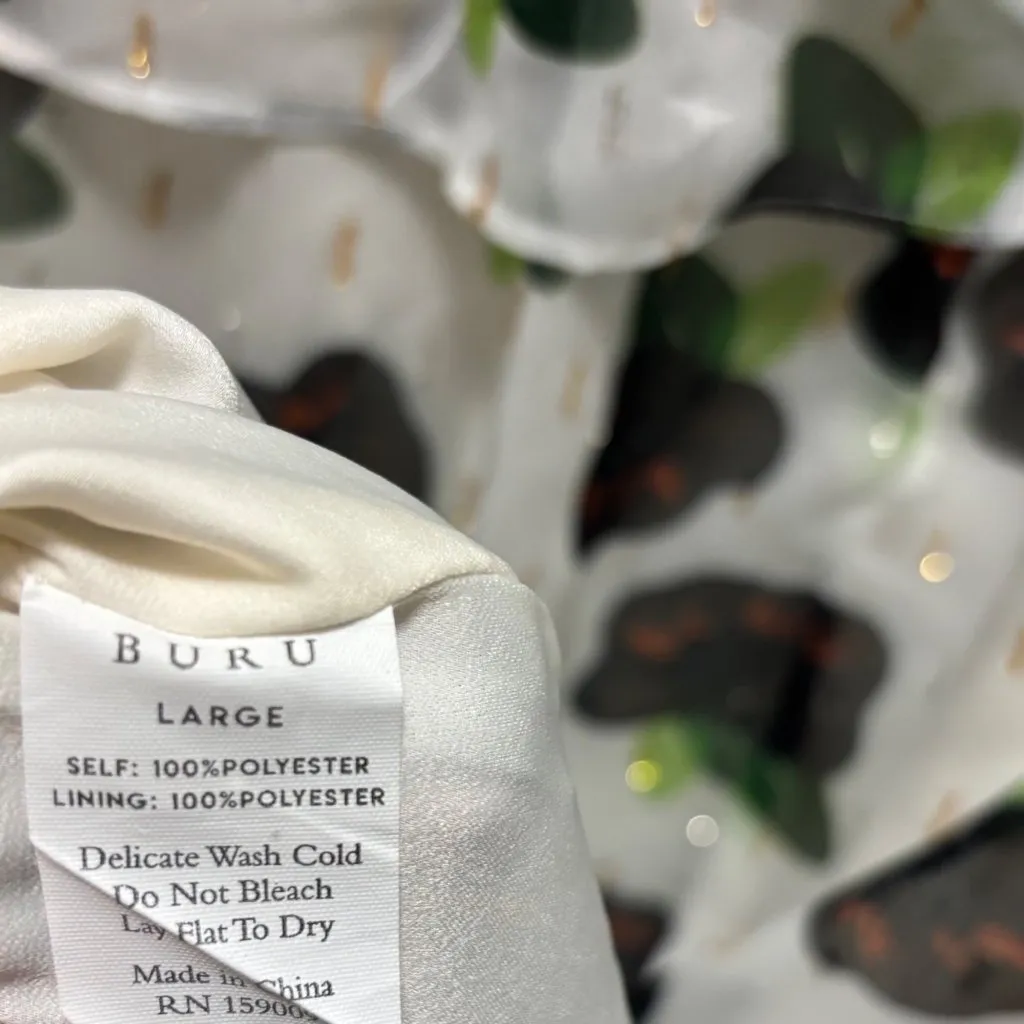 BURU
LARGE
SELF: 100%POLYESTER
LINING: 100%POLYESTER
Delicate Wash Cold
Do Not Bleach
Lay Flat To Dry
Made in China
RN